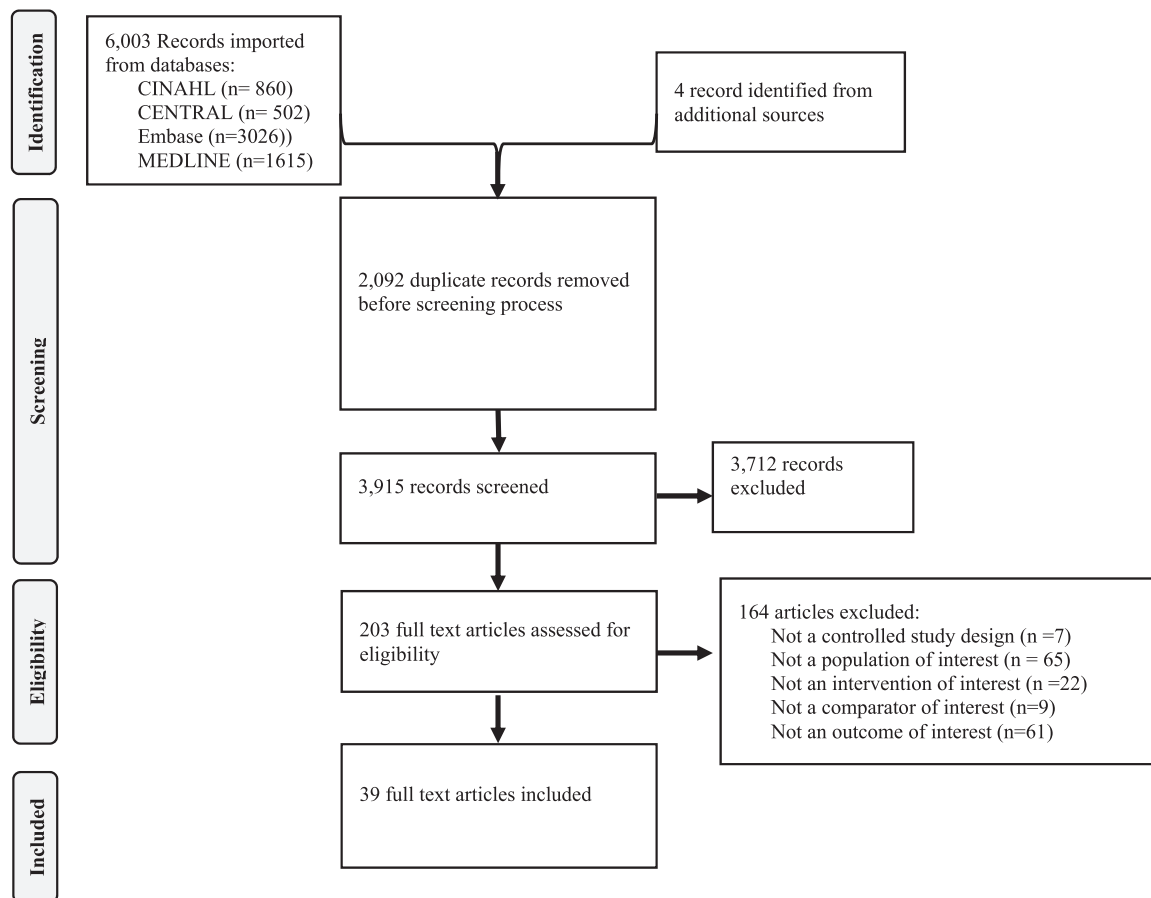 Identification
6,003 Records imported
from databases:
CINAHL (n= 860)
CENTRAL (n= 502)
Embase (n=3026))
MEDLINE (n=1615)
4 record identified from
additional sources
Screening
2,092 duplicate records removed
before screening process
3,915 records screened
3,712 records
excluded
Eligibility
203 full text articles assessed for
eligibility
164 articles excluded:
Not a controlled study design (n =7)
Not a population of interest (n = 65)
Not an intervention of interest (n =22)
Not a comparator of interest (n=9)
Not an outcome of interest (n=61)
Included
39 full text articles included